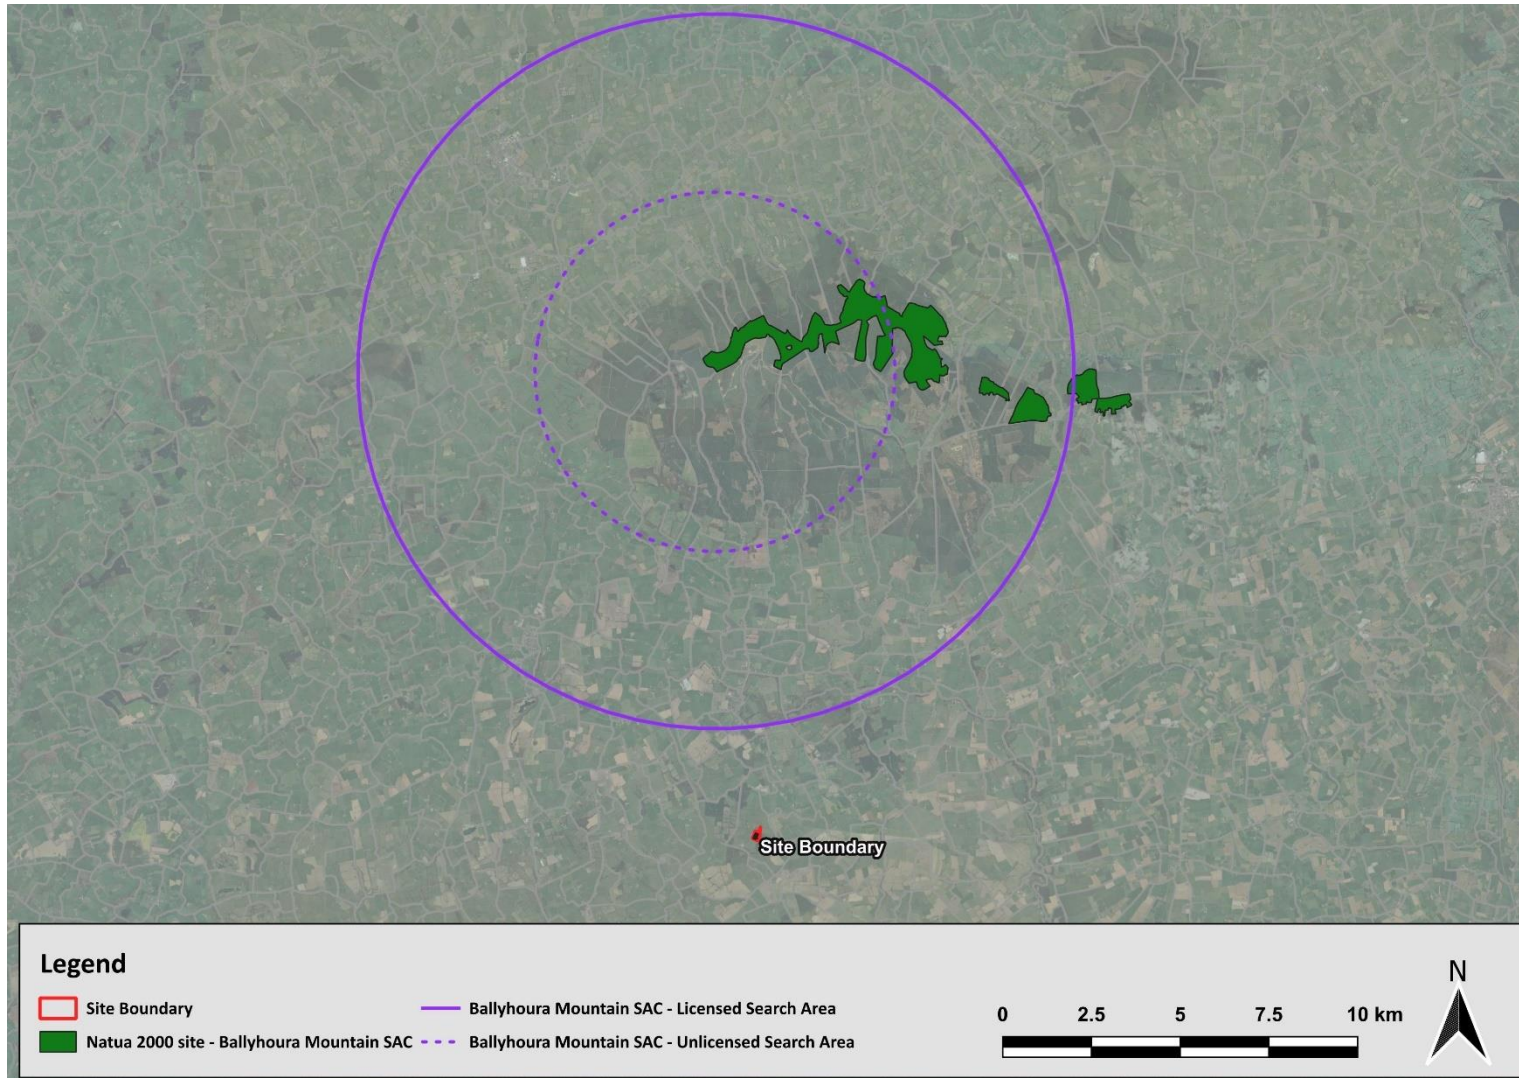 Site Boundary
Legend
Site Boundary
Natua 2000 site - Ballyhoura Mountain SAC
Ballyhoura Mountain SAC - Licensed Search Area
Ballyhoura Mountain SAC - Unlicensed Search Area
0 2.5 5 7.5 10 km
N